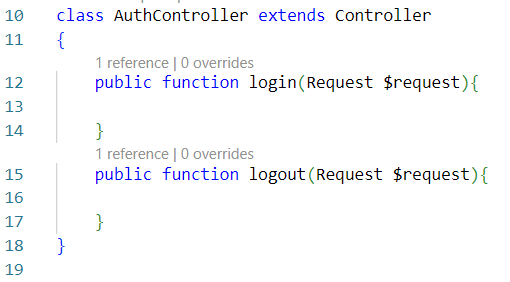 10 class AuthController extends Controller
11 {
1 reference | 0 overrides
12 public function login(Request $request){
13
14 }
1 reference | 0 overrides
15 public function logout(Request $request){
16
17 }
18 }
19